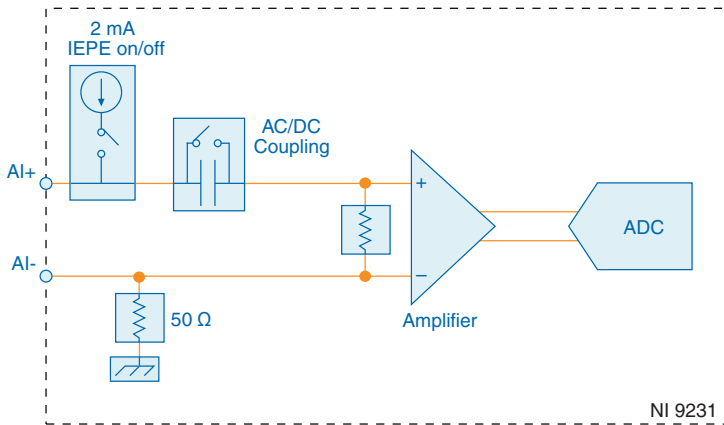 2 mA
IEPE on/off
AC/DC
Coupling
AI+
+
ADC
AI-
−
50 Ω
Amplifier
NI 9231